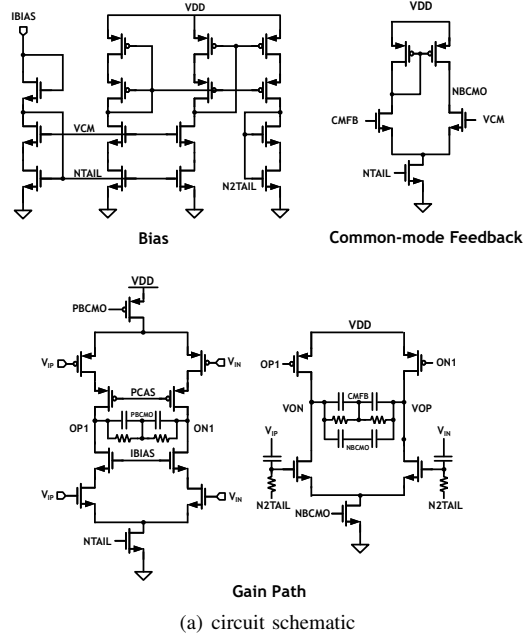 IBIAS
VDD
VCM
NTAIL
N2TAIL
Bias
VDD
NBCMO
CMFB
VCM
NTAIL
Common-mode Feedback
VDD
PBCMO
VIP
VIN
PCAS
OP1
PBCMO
ON1
IBIAS
VIP
VIN
NTAIL
VDD
OP1
ON1
VON
CMFB
VOP
VIP
NBCMO
VIN
N2TAIL
N2TAIL
NBCMO
Gain Path
(a) circuit schematic